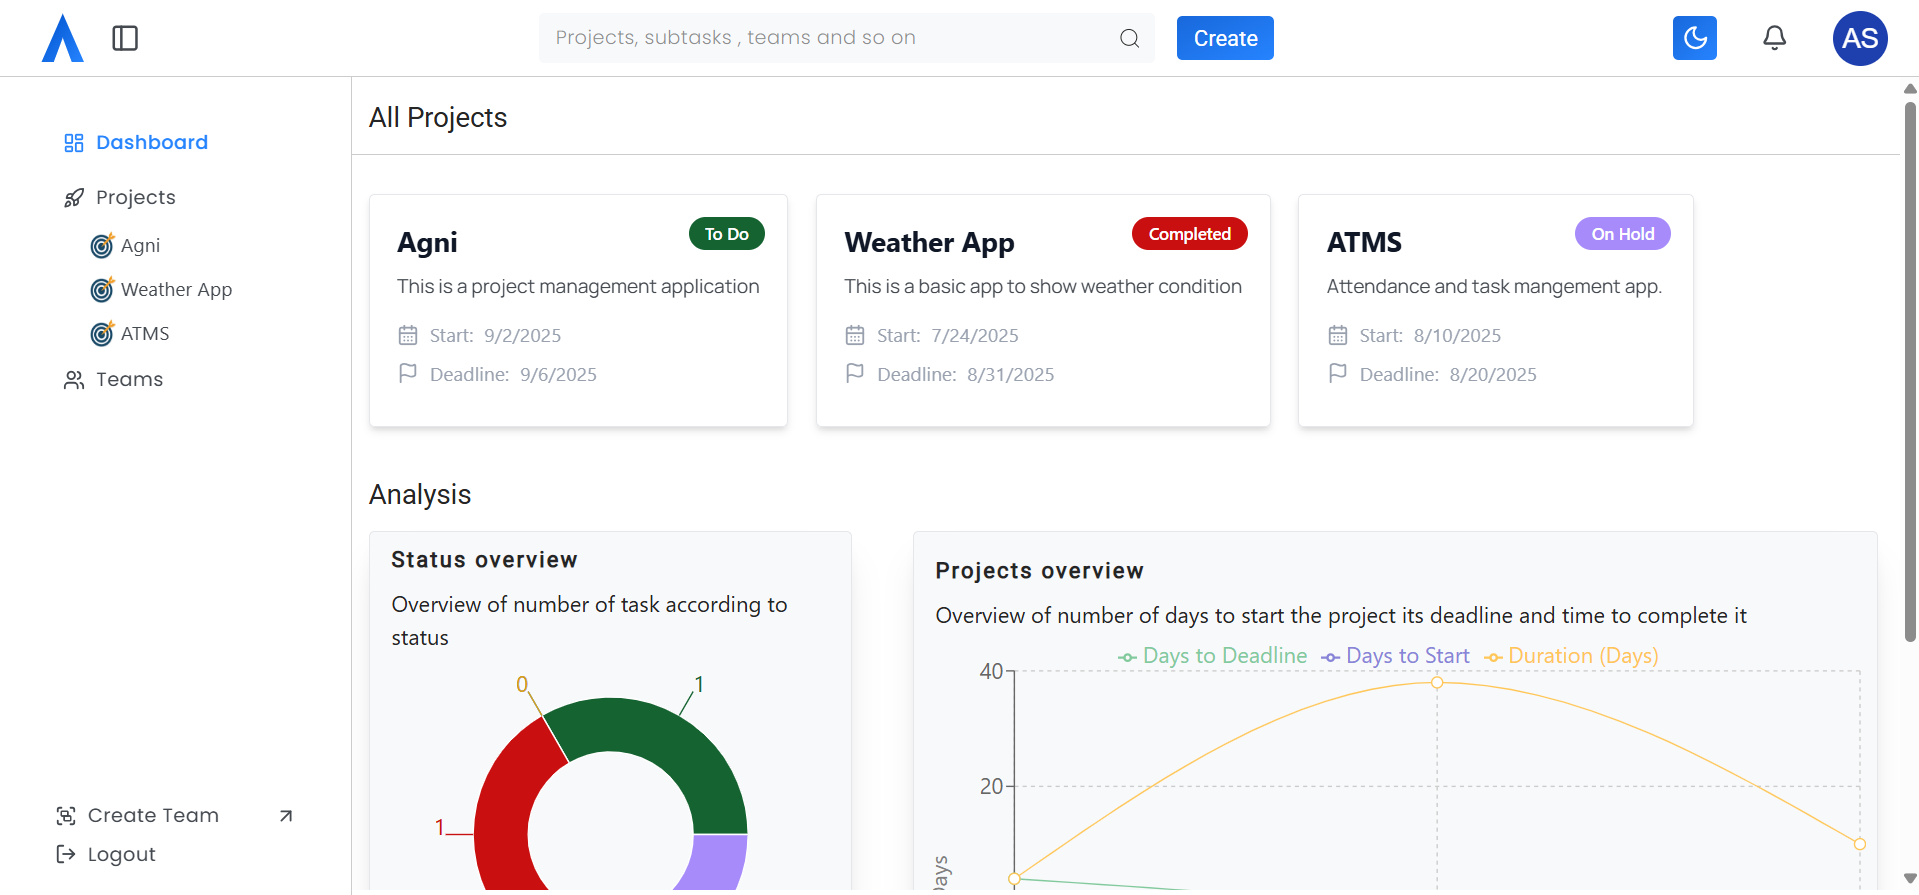 Projects, subtasks , teams and so on
Create
AS
Dashboard
Projects
Agni
Weather App
ATMS
Teams
Create Team
Logout
All Projects
Agni
To Do
This is a project management application
Start: 9/2/2025
Deadline: 9/6/2025
Weather App
Completed
This is a basic app to show weather condition
Start: 7/24/2025
Deadline: 8/31/2025
ATMS
On Hold
Attendance and task mangement app.
Start: 8/10/2025
Deadline: 8/20/2025
Analysis
Status overview
Overview of number of task according to
status
0
1
1
Projects overview
Overview of number of days to start the project its deadline and time to complete it
Days to Deadline Days to Start Duration (Days)
40
20
Days